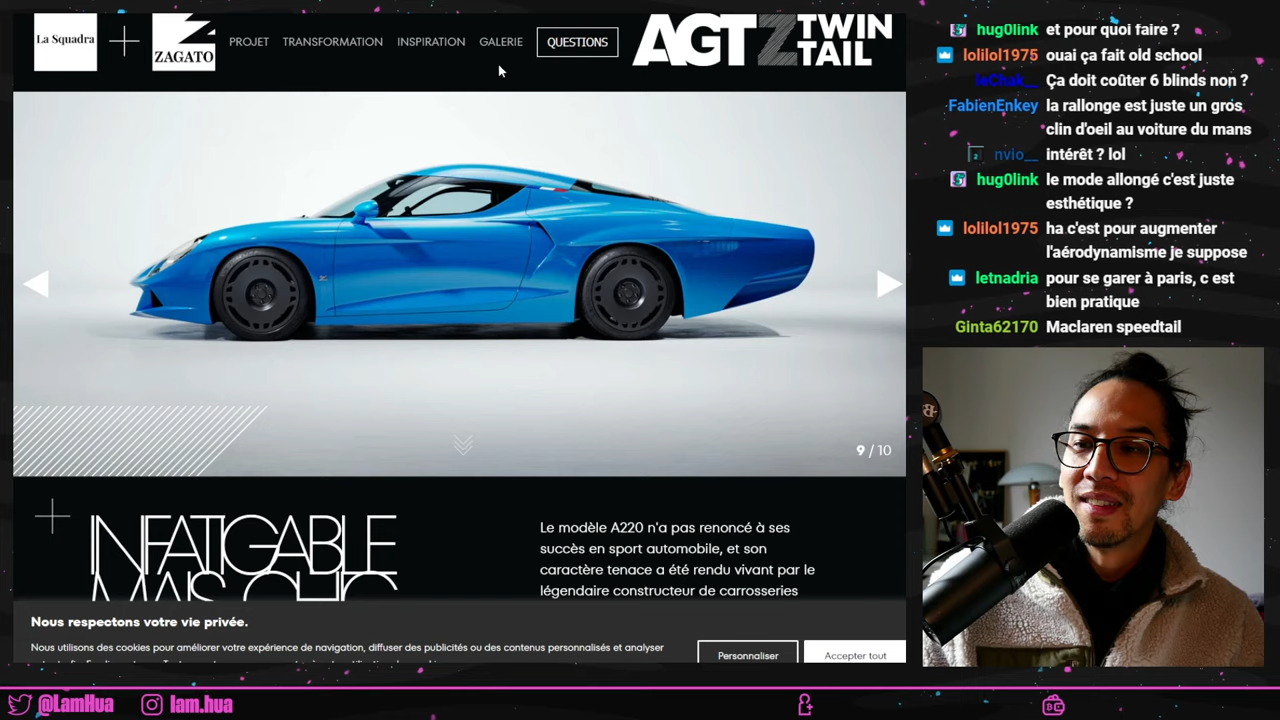 La Squadra
ZAGATO
PROJET TRANSFORMATION INSPIRATION GALERIE QUESTIONS
AGTZ TWIN TAIL
9 / 10
INFATIGABLE
MAIS CHIC
Le modèle A220 n'a pas renoncé à ses
succès en sport automobile, et son
caractère tenace a été rendu vivant par le
légendaire constructeur de carrosseries
Nous respectons votre vie privée.
Nous utilisons des cookies pour améliorer votre expérience de navigation, diffuser des publicités ou des contenus personnalisés et analyser
Personnaliser
Accepter tout
hug0link et pour quoi faire ?
lolilol1975 ouai ça fait old school
leChak__ Ça doit coûter 6 blinds non ?
FabienEnkey la rallonge est juste un gros
clin d'oeil au voiture du mans
nvio__ intérêt ? lol
hug0link le mode allongé c'est juste
esthétique ?
lolilol1975 ha c'est pour augmenter
l'aérodynamisme je suppose
letnadria pour se garer à paris, c est
bien pratique
Ginta62170 Maclaren speedtail
@LamHua
lam.hua